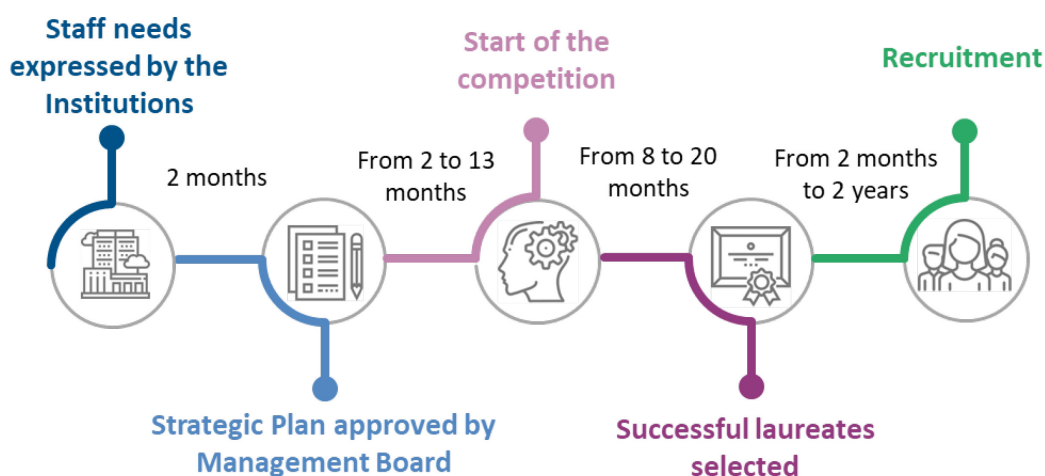 Staff needs
expressed by the
Institutions
2 months
Strategic Plan approved by
Management Board
From 2 to 13
months
Start of the
competition
From 8 to 20
months
Successful laureates
selected
From 2 months
to 2 years
Recruitment